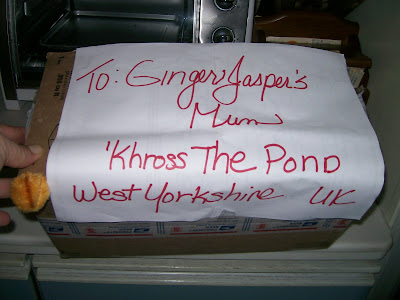 To: Ginger/Jasper's
Mum
'Khross The Pond
West Yorkshire UK